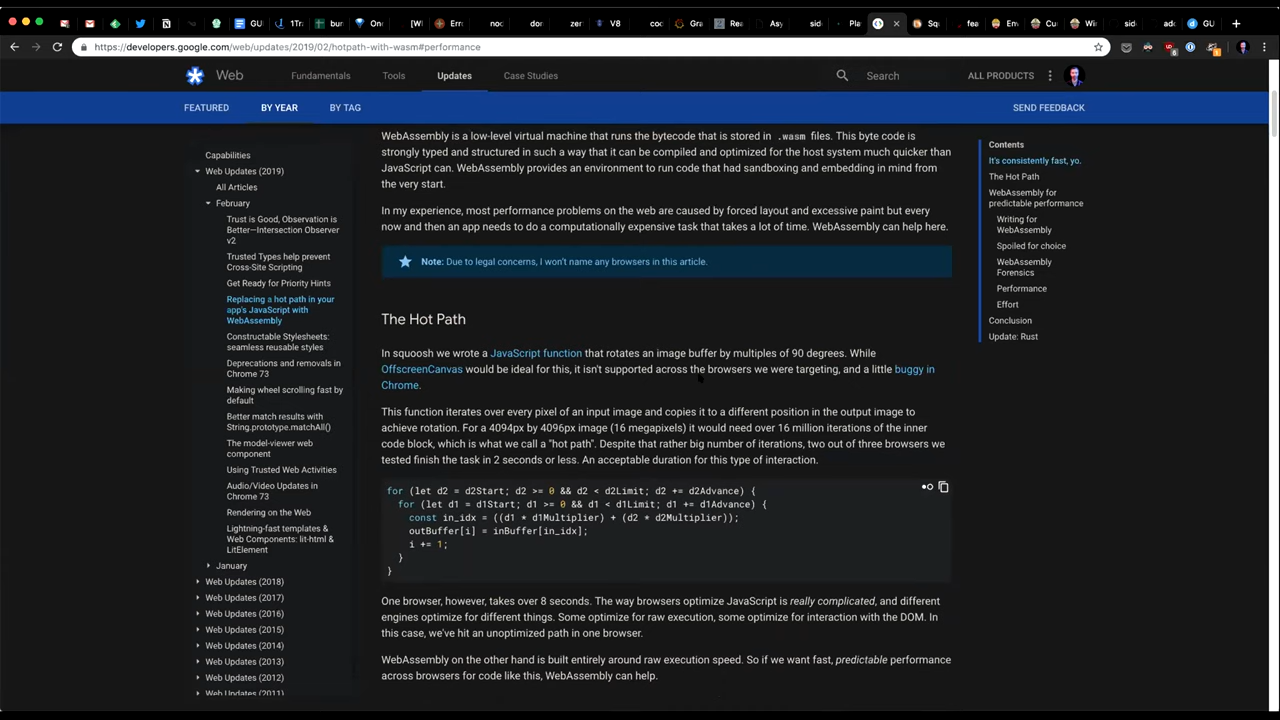 GU
1Tr
bur
On
[WI
Err
noc
dor
zer
V8
coc
Gra
Rea
Asy
side
Pla
Squ
fea
Env
Cu
Wir
side
adc
GU
https://developers.google.com/web/updates/2019/02/hotpath-with-wasm#performance
Web
Fundamentals
Tools
Updates
Case Studies
Search
ALL PRODUCTS
FEATURED
BY YEAR
BY TAG
SEND FEEDBACK
Capabilities
Web Updates (2019)
All Articles
February
Trust is Good, Observation is
Better—Intersection Observer
v2
Trusted Types help prevent
Cross-Site Scripting
Get Ready for Priority Hints
Replacing a hot path in your
app's JavaScript with
WebAssembly
Constructable Stylesheets:
seamless reusable styles
Deprecations and removals in
Chrome 73
Making wheel scrolling fast by
default
Better match results with
String.prototype.matchAll()
The model-viewer web
component
Using Trusted Web Activities
Audio/Video Updates in
Chrome 73
Rendering on the Web
Lightning-fast templates &
Web Components: lit-html &
LitElement
January
Web Updates (2018)
Web Updates (2017)
Web Updates (2016)
Web Updates (2015)
Web Updates (2014)
Web Updates (2013)
Web Updates (2012)
Web Updates (2011)
WebAssembly is a low-level virtual machine that runs the bytecode that is stored in .wasm files. This byte code is
strongly typed and structured in such a way that it can be compiled and optimized for the host system much quicker than
JavaScript can. WebAssembly provides an environment to run code that had sandboxing and embedding in mind from
the very start.
In my experience, most performance problems on the web are caused by forced layout and excessive paint but every
now and then an app needs to do a computationally expensive task that takes a lot of time. WebAssembly can help here.
Note: Due to legal concerns, I won't name any browsers in this article.
The Hot Path
In squoosh we wrote a JavaScript function that rotates an image buffer by multiples of 90 degrees. While
OffscreenCanvas would be ideal for this, it isn't supported across the browsers we were targeting, and a little buggy in
Chrome.
This function iterates over every pixel of an input image and copies it to a different position in the output image to
achieve rotation. For a 4094px by 4096px image (16 megapixels) it would need over 16 million iterations of the inner
code block, which is what we call a "hot path". Despite that rather big number of iterations, two out of three browsers we
tested finish the task in 2 seconds or less. An acceptable duration for this type of interaction.
for (let d2 = d2Start; d2 >= 0 && d2 < d2Limit; d2 += d2Advance) {
for (let d1 = d1Start; d1 >= 0 && d1 < d1Limit; d1 += d1Advance) {
const in_idx = ((d1 * d1Multiplier) + (d2 * d2Multiplier));
outBuffer[i] = inBuffer[in_idx];
i += 1;
}
}
One browser, however, takes over 8 seconds. The way browsers optimize JavaScript is really complicated, and different
engines optimize for different things. Some optimize for raw execution, some optimize for interaction with the DOM. In
this case, we've hit an unoptimized path in one browser.
WebAssembly on the other hand is built entirely around raw execution speed. So if we want fast, predictable performance
across browsers for code like this, WebAssembly can help.
Contents
It's consistently fast, yo.
The Hot Path
WebAssembly for
predictable performance
Writing for
WebAssembly
Spoiled for choice
WebAssembly
Forensics
Performance
Effort
Conclusion
Update: Rust